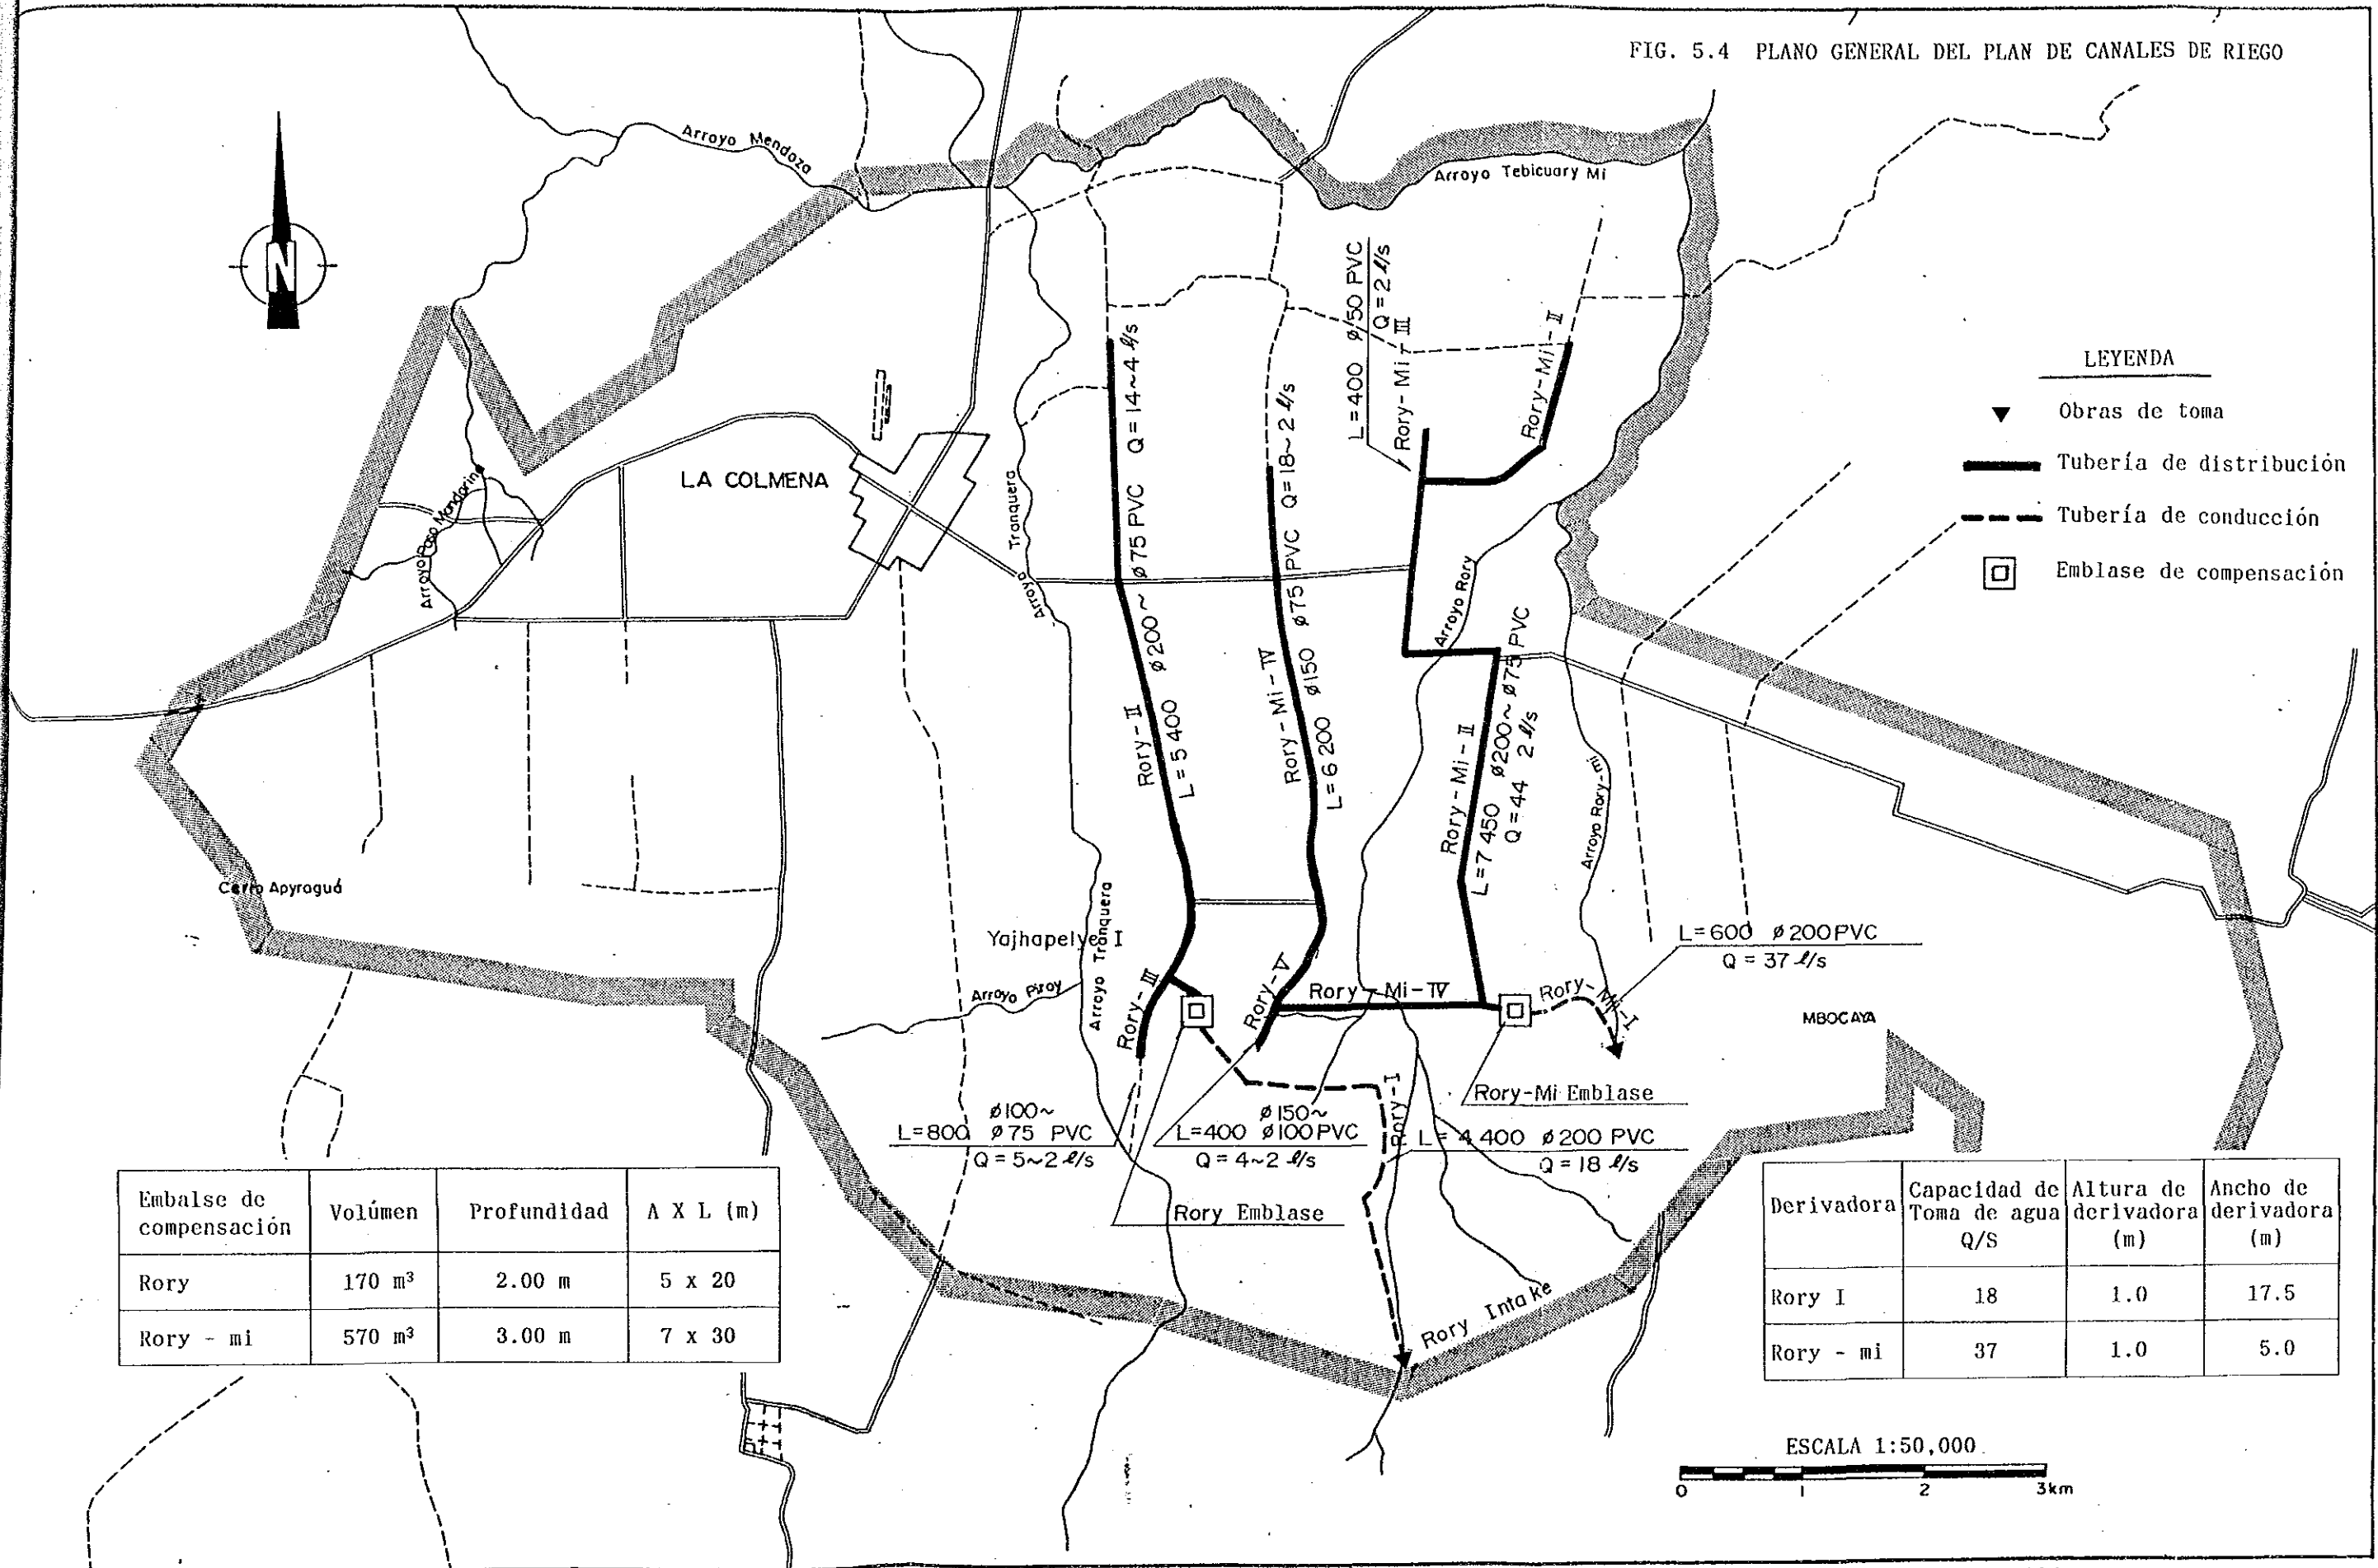 FIG. 5.4 PLANO GENERAL DEL PLAN DE CANALES DE RIEGO
Arroyo Mendoza
Arroyo Tebicuary Mi
N
LEYENDA
Obras de toma
Tubería de distribución
Tubería de conducción
Emblase de compensación
LA COLMENA
Arroyo Paso Mandarin
Arroyo Tranquera
Rory-II
L=5 400 ø200~ø75 PVC Q=14~4 ℓ/s
Rory-Mi-IV
L=6 200 ø150 ø75 PVC Q=18~2 ℓ/s
L=400 ø50 PVC
Q=2 ℓ/s
Rory-Mi-III
Rory-Mi-II
Arroyo Rory
Rory-Mi-II
L=7 450 ø200~ø75 PVC
Q=44 2 ℓ/s
Arroyo Rory-mi
Cerro Apyraguá
Yajhapelye I
Arroyo Piroy
Arroyo Tranquera
Rory-III
Rory-V
Rory-Mi-IV
Rory-Mi-I
L=600 ø200PVC
Q=37 ℓ/s
MBOCAYA
Rory-Mi Emblase
Rory-I
ø100~
L=800 ø75 PVC
Q=5~2 ℓ/s
ø150~
L=400 ø100PVC
Q=4~2 ℓ/s
L=4 400 ø200 PVC
Q=18 ℓ/s
Rory Emblase
Rory Intake
Embalse de compensación Volúmen Profundidad A X L (m)
Rory 170 m³ 2.00 m 5 x 20
Rory - mi 570 m³ 3.00 m 7 x 30
Derivadora Capacidad de Toma de agua Q/S Altura de derivadora (m) Ancho de derivadora (m)
Rory I 18 1.0 17.5
Rory - mi 37 1.0 5.0
ESCALA 1:50,000
0 1 2 3km